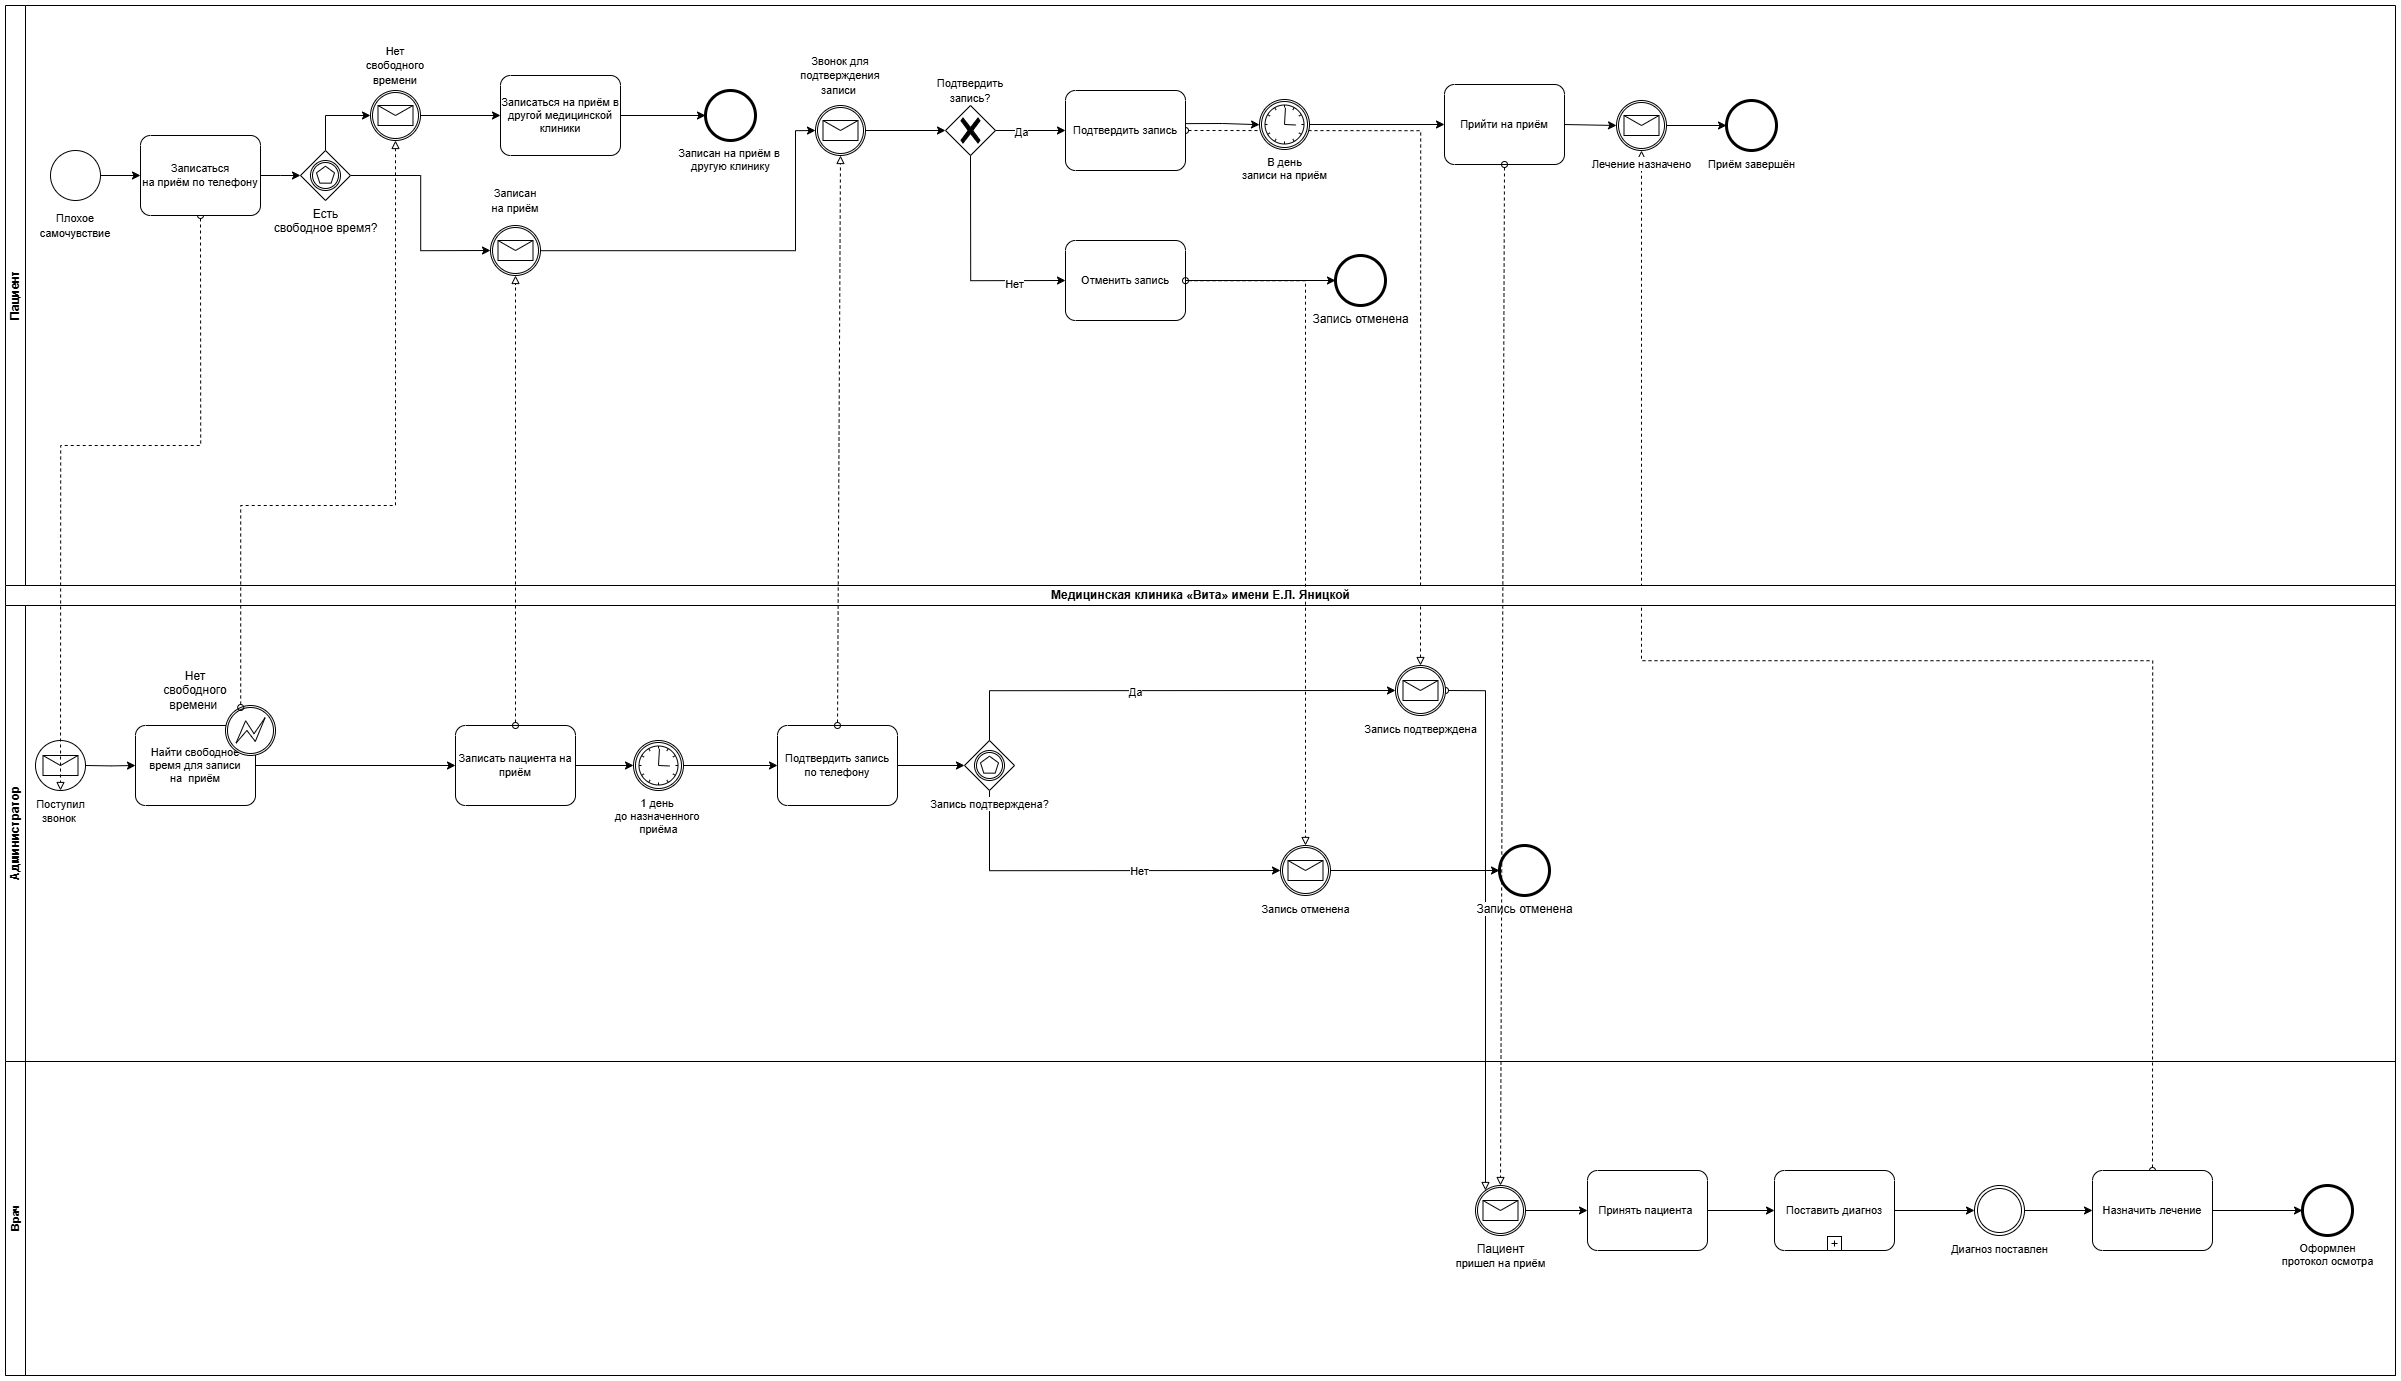 Пациент
Плохое
самочувствие
Записаться
на приём по телефону
Есть
свободное время?
Нет
свободного
времени
Записаться на приём в
другой медицинской
клиники
Записан на приём в
другую клинику
Записан
на приём
Звонок для
подтверждения
записи
Подтвердить
запись?
Да
Подтвердить запись
В день
записи на приём
Прийти на приём
Лечение назначено
Приём завершён
Нет
Отменить запись
Запись отменена
Медицинская клиника «Вита» имени Е.Л. Яницкой
Администратор
Поступил
звонок
Нет
свободного
времени
Найти свободное
время для записи
на приём
Записать пациента на
приём
1 день
до назначенного
приёма
Подтвердить запись
по телефону
Запись подтверждена?
Да
Запись подтверждена
Нет
Запись отменена
Запись отменена
Врач
Пациент
пришел на приём
Принять пациента
Поставить диагноз
Диагноз поставлен
Назначить лечение
Оформлен
протокол осмотра